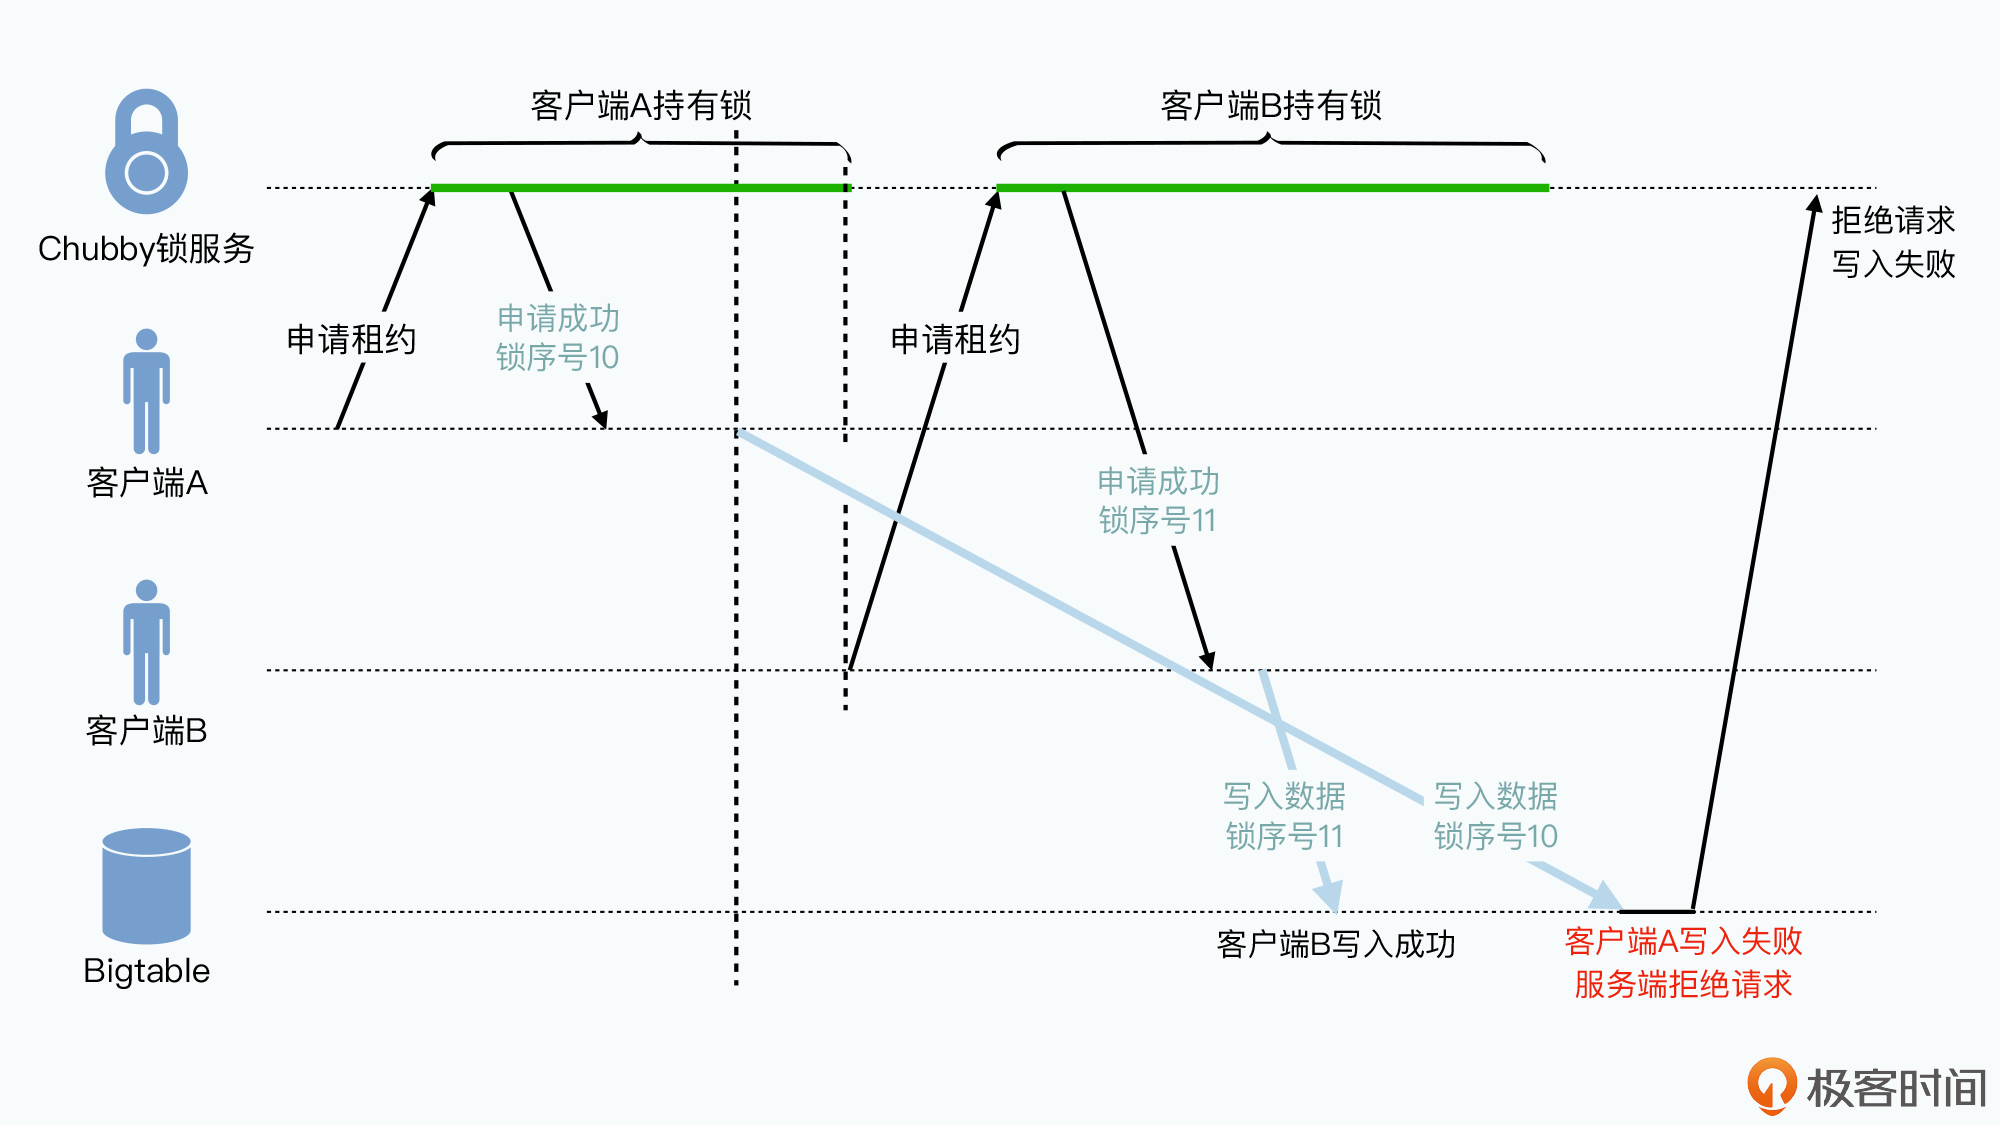 客户端A持有锁
客户端B持有锁
Chubby锁服务
拒绝请求
写入失败
申请租约
申请成功
锁序号10
申请租约
客户端A
申请成功
锁序号11
客户端B
写入数据
锁序号11
写入数据
锁序号10
Bigtable
客户端B写入成功
客户端A写入失败
服务端拒绝请求
极客时间